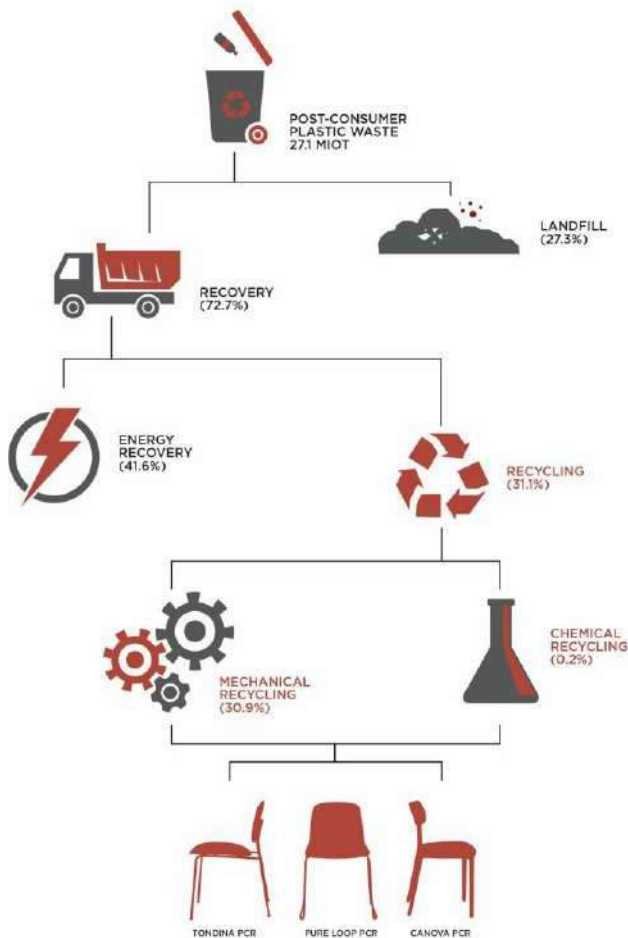 POST-CONSUMER
PLASTIC WASTE
27.1 MIOT
LANDFILL
(27.3%)
RECOVERY
(72.7%)
ENERGY
RECOVERY
(41.6%)
RECYCLING
(31.1%)
MECHANICAL
RECYCLING
(30.9%)
CHEMICAL
RECYCLING
(0.2%)
TONDINA PCR
PURE LOOP PCR
CANOVA PCR